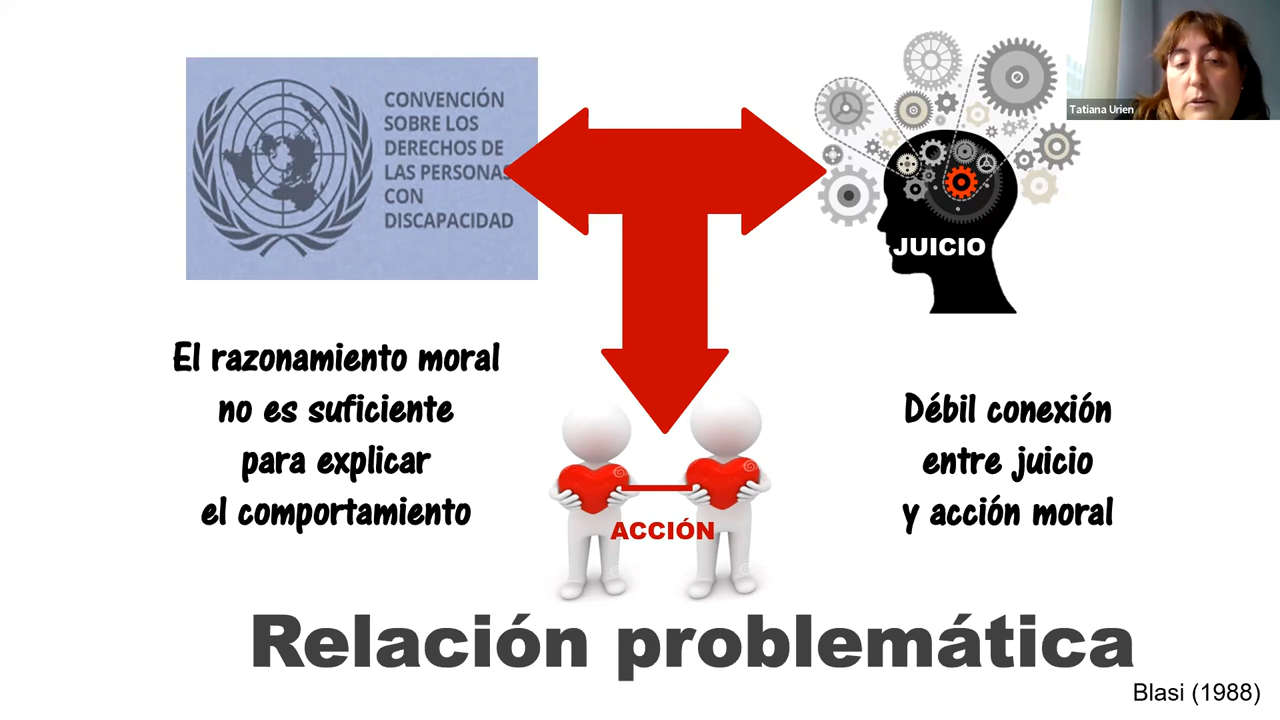 CONVENCIÓN
SOBRE LOS
DERECHOS DE
LAS PERSONAS
CON
DISCAPACIDAD
Tatiana Urien
JUICIO
El razonamiento moral
no es suficiente
para explicar
el comportamiento
Débil conexión
entre juicio
y acción moral
ACCIÓN
Relación problemática
Blasi (1988)